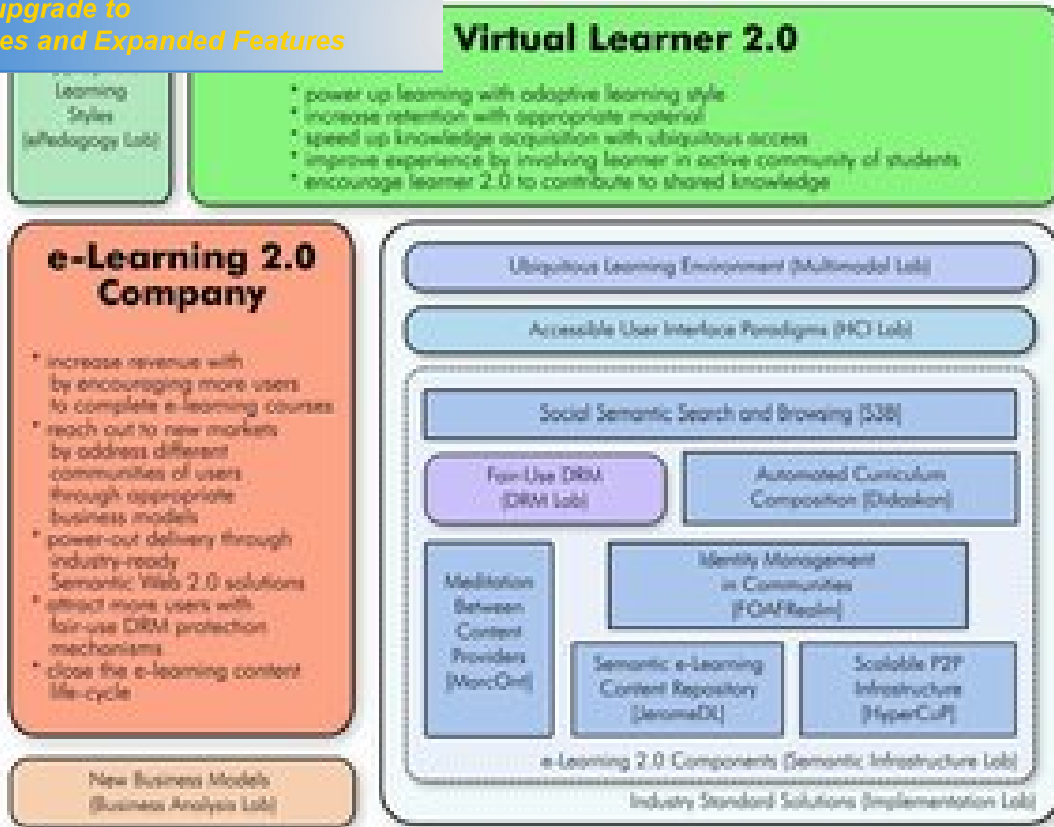 upgrade to
es and Expanded Features
Learning
Styles
(ePedagogy Lab)
Virtual Learner 2.0
* power up learning with adaptive learning style
* increase retention with appropriate material
* speed up knowledge acquisition with ubiquitous access
* improve experience by involving learner in active community of students
* encourage learner 2.0 to contribute to shared knowledge
e-Learning 2.0
Company
* increase revenue with
by encouraging more users
to complete e-learning courses
* reach out to new markets
by address different
communities of users
through appropriate
business models
* power-out delivery through
industry-ready
Semantic Web 2.0 solutions
* attract more users with
fair-use DRM protection
mechanisms
* close the e-learning content
life-cycle
New Business Models
(Business Analysis Lab)
Ubiquitous Learning Environment (Multimodal Lab)
Accessible User Interface Paradigms (HCI Lab)
Social Semantic Search and Browsing [S3B]
Fair-Use DRM
(DRM Lab)
Automated Curriculum
Composition [Didaskon]
Meditation
Between
Content
Providers
[MarcOnt]
Identity Management
in Communities
[FOAFRealm]
Semantic e-Learning
Content Repository
[JeromeDL]
Scalable P2P
Infrastructure
[HyperCuP]
e-Learning 2.0 Components (Semantic Infrastructure Lab)
Industry Standard Solutions (Implementation Lab)